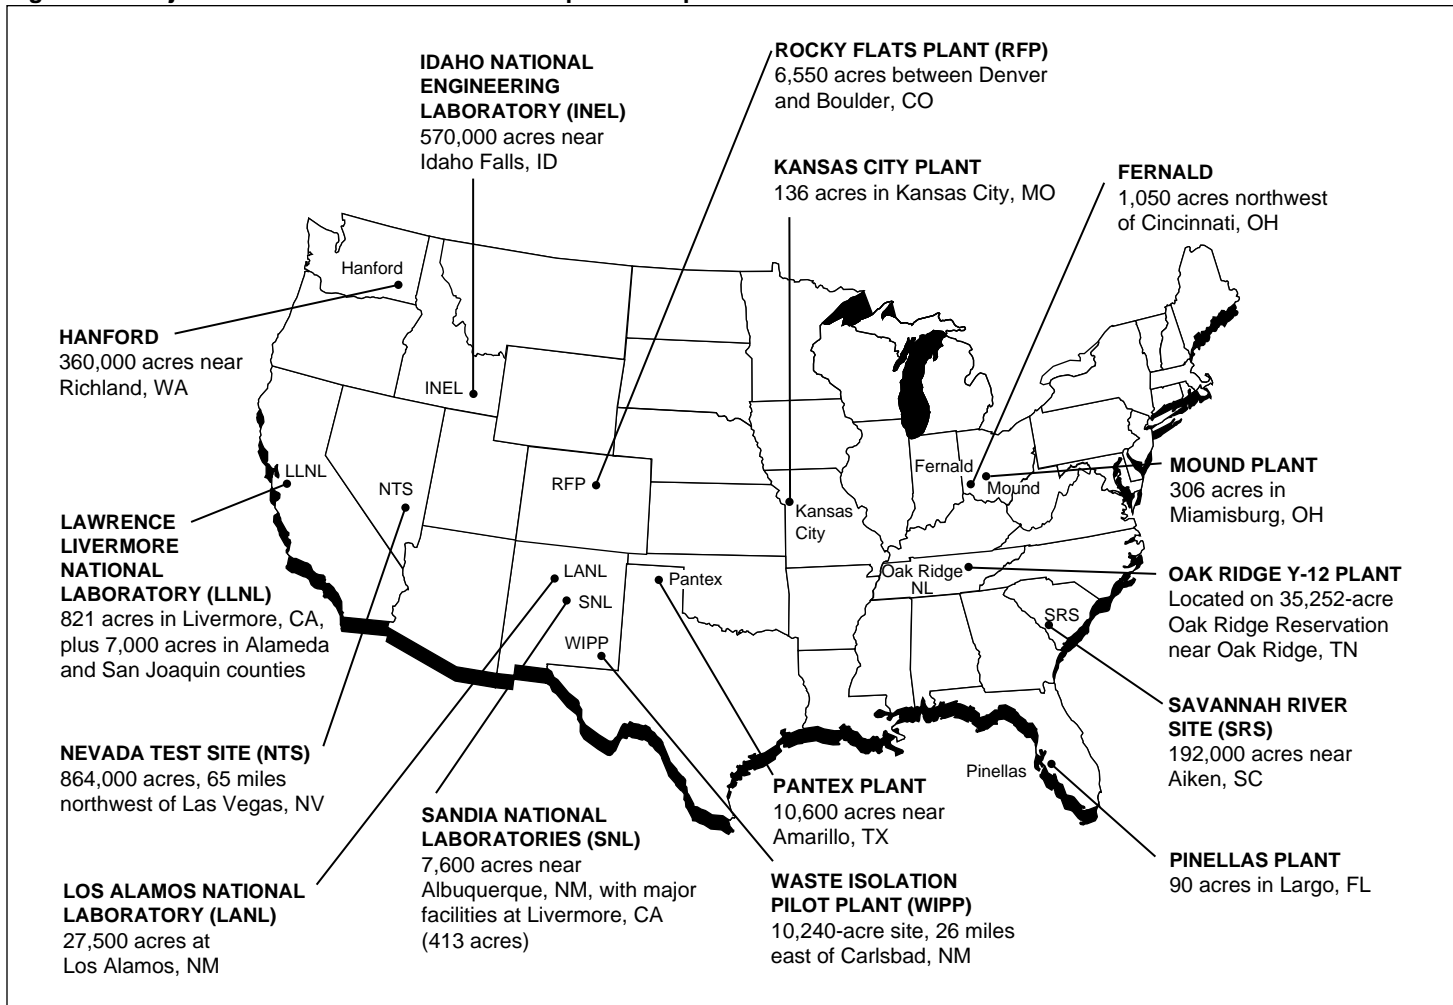 IDAHO NATIONAL
ENGINEERING
LABORATORY (INEL)
570,000 acres near
Idaho Falls, ID
ROCKY FLATS PLANT (RFP)
6,550 acres between Denver
and Boulder, CO
KANSAS CITY PLANT
136 acres in Kansas City, MO
FERNALD
1,050 acres northwest
of Cincinnati, OH
HANFORD
360,000 acres near
Richland, WA
Hanford
INEL
LLNL
NTS
RFP
Kansas
City
Fernald
Mound
LANL
SNL
WIPP
Pantex
Oak Ridge
NL
SRS
Pinellas
MOUND PLANT
306 acres in
Miamisburg, OH
LAWRENCE
LIVERMORE
NATIONAL
LABORATORY (LLNL)
821 acres in Livermore, CA,
plus 7,000 acres in Alameda
and San Joaquin counties
OAK RIDGE Y-12 PLANT
Located on 35,252-acre
Oak Ridge Reservation
near Oak Ridge, TN
SAVANNAH RIVER
SITE (SRS)
192,000 acres near
Aiken, SC
NEVADA TEST SITE (NTS)
864,000 acres, 65 miles
northwest of Las Vegas, NV
SANDIA NATIONAL
LABORATORIES (SNL)
7,600 acres near
Albuquerque, NM, with major
facilities at Livermore, CA
(413 acres)
PANTEX PLANT
10,600 acres near
Amarillo, TX
PINELLAS PLANT
90 acres in Largo, FL
LOS ALAMOS NATIONAL
LABORATORY (LANL)
27,500 acres at
Los Alamos, NM
WASTE ISOLATION
PILOT PLANT (WIPP)
10,240-acre site, 26 miles
east of Carlsbad, NM